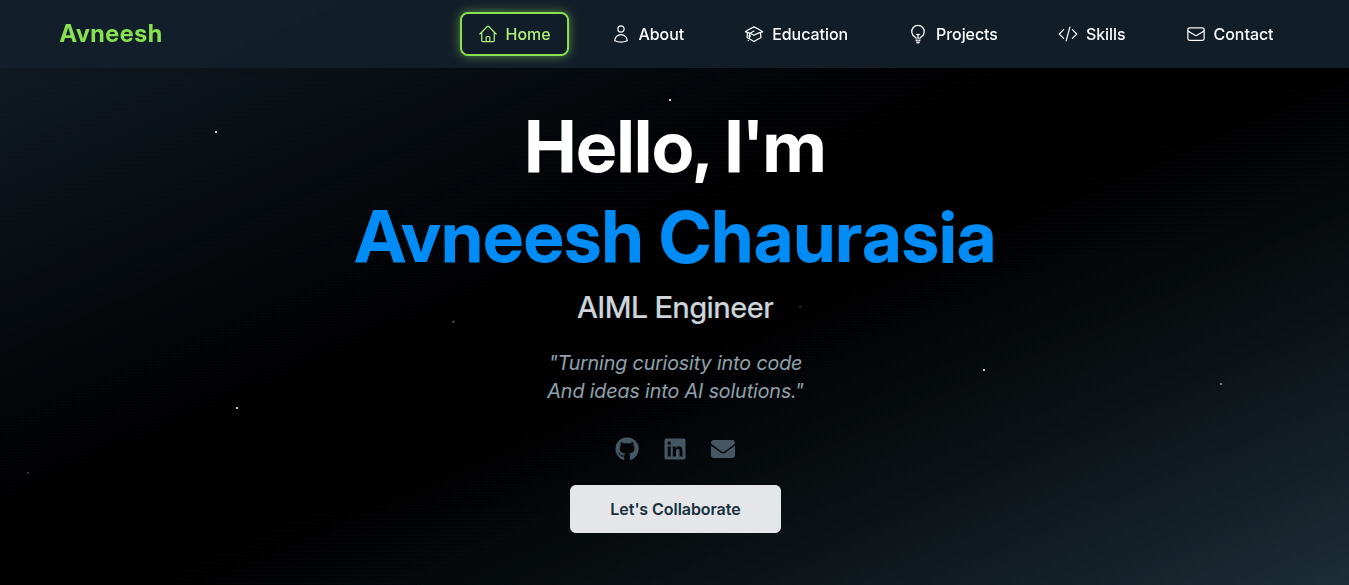 Avneesh
Home
About
Education
Projects
Skills
Contact
Hello, I'm
Avneesh Chaurasia
AIML Engineer
"Turning curiosity into code
And ideas into AI solutions."
Let's Collaborate